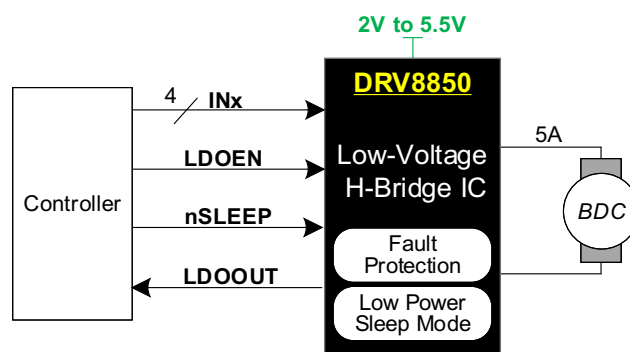 2V to 5.5V
DRV8850
4 INx
LDOEN
nSLEEP
LDOOUT
Controller
Low-Voltage
H-Bridge IC
Fault
Protection
Low Power
Sleep Mode
5A
BDC